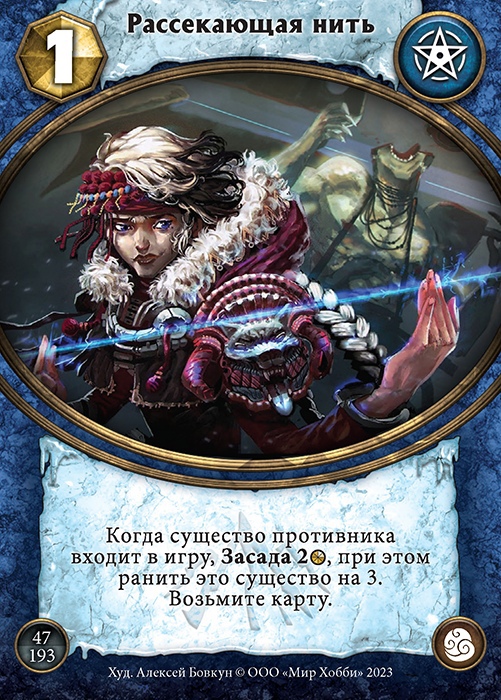 1
Рассекающая нить
Когда существо противника
входит в игру, Засада 2, при этом
ранить это существо на 3.
Возьмите карту.
47
193
Худ. Алексей Бовкун © ООО «Мир Хобби» 2023